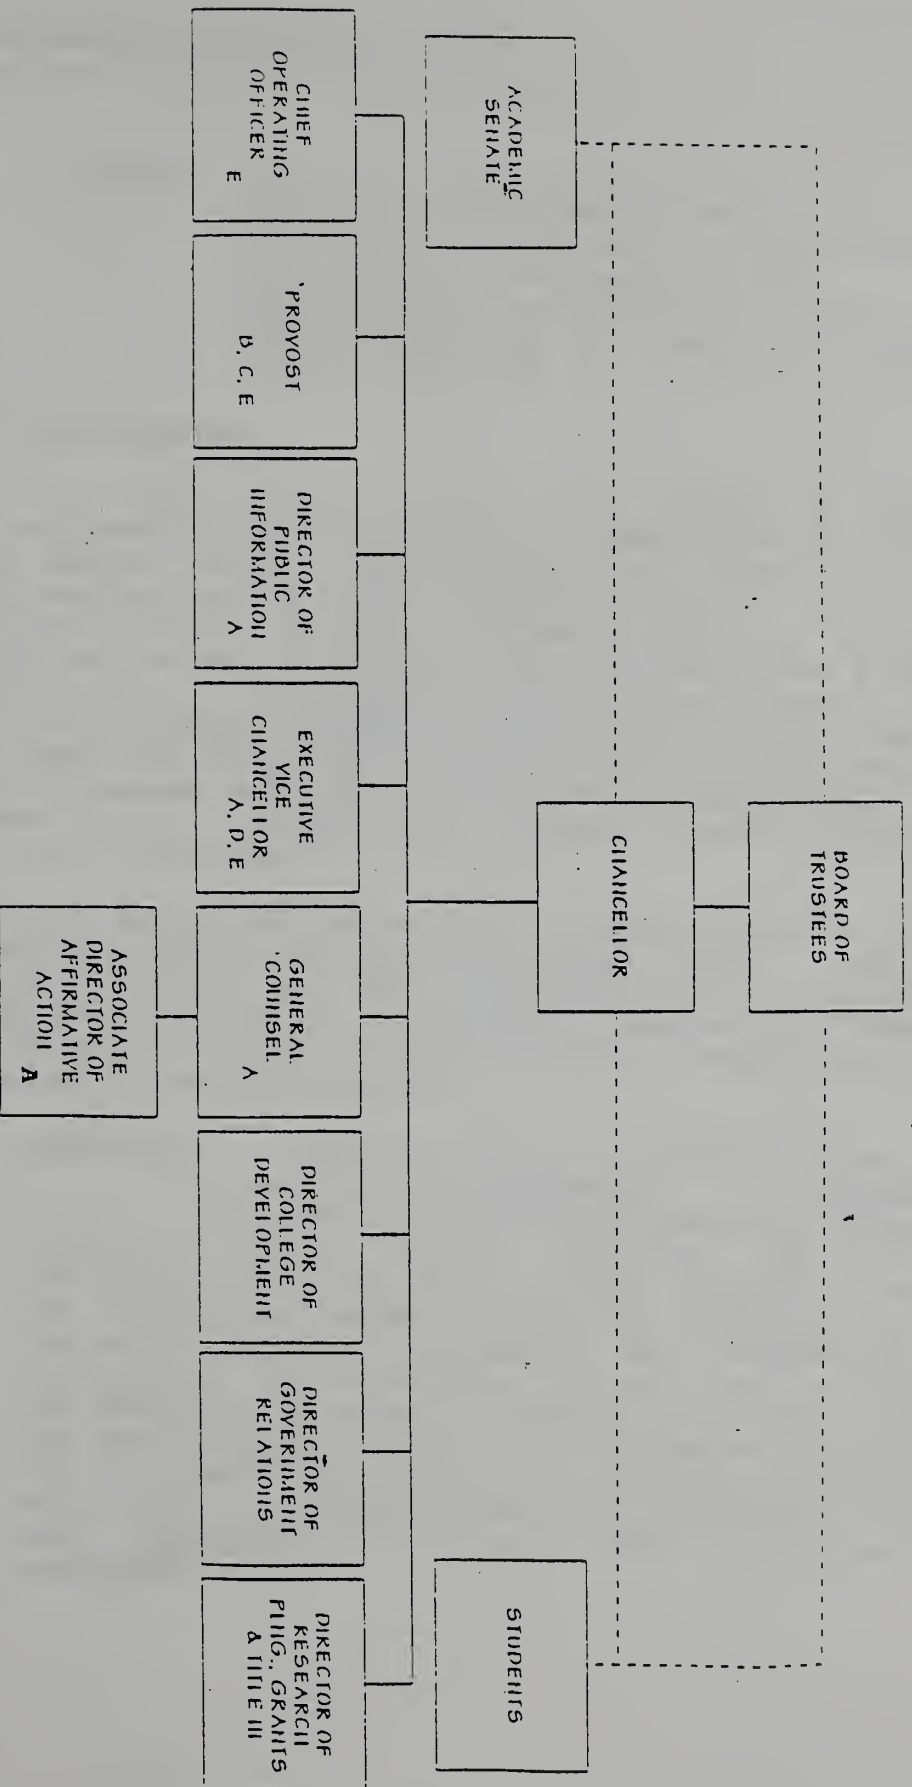 BOARD OF
TRUSTEES
CHANCELLOR
ACADEMIC
SENATE
STUDENTS
CHIEF
OPERATING
OFFICER
E
PROVOST
B, C, E
DIRECTOR OF
PUBLIC
INFORMATION
A
EXECUTIVE
VICE
CHANCELLOR
A, D, E
GENERAL
COUNSEL
A
DIRECTOR OF
COLLEGE
DEVELOPMENT
DIRECTOR OF
GOVERNMENT
RELATIONS
DIRECTOR OF
RESEARCH
PLNG., GRANTS
& TITLE III
ASSOCIATE
DIRECTOR OF
AFFIRMATIVE
ACTION
A